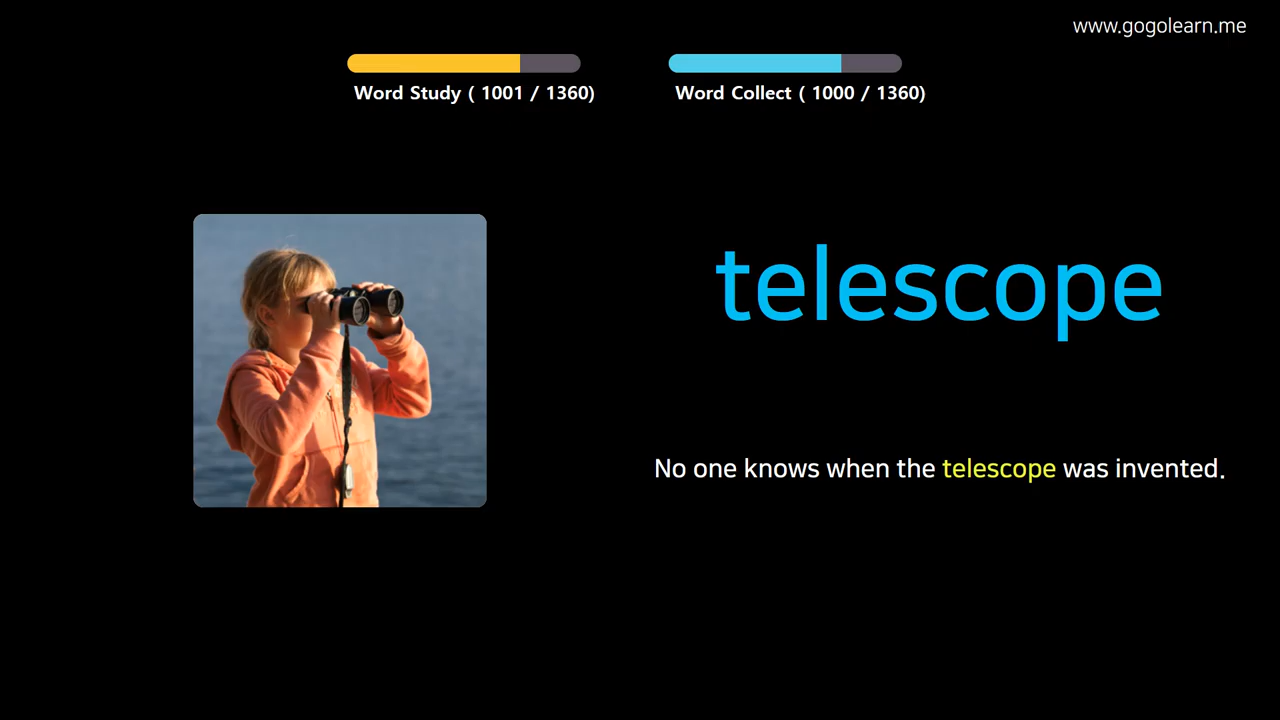 www.gogolearn.me
Word Study ( 1001 / 1360)
Word Collect ( 1000 / 1360)
telescope
No one knows when the telescope was invented.